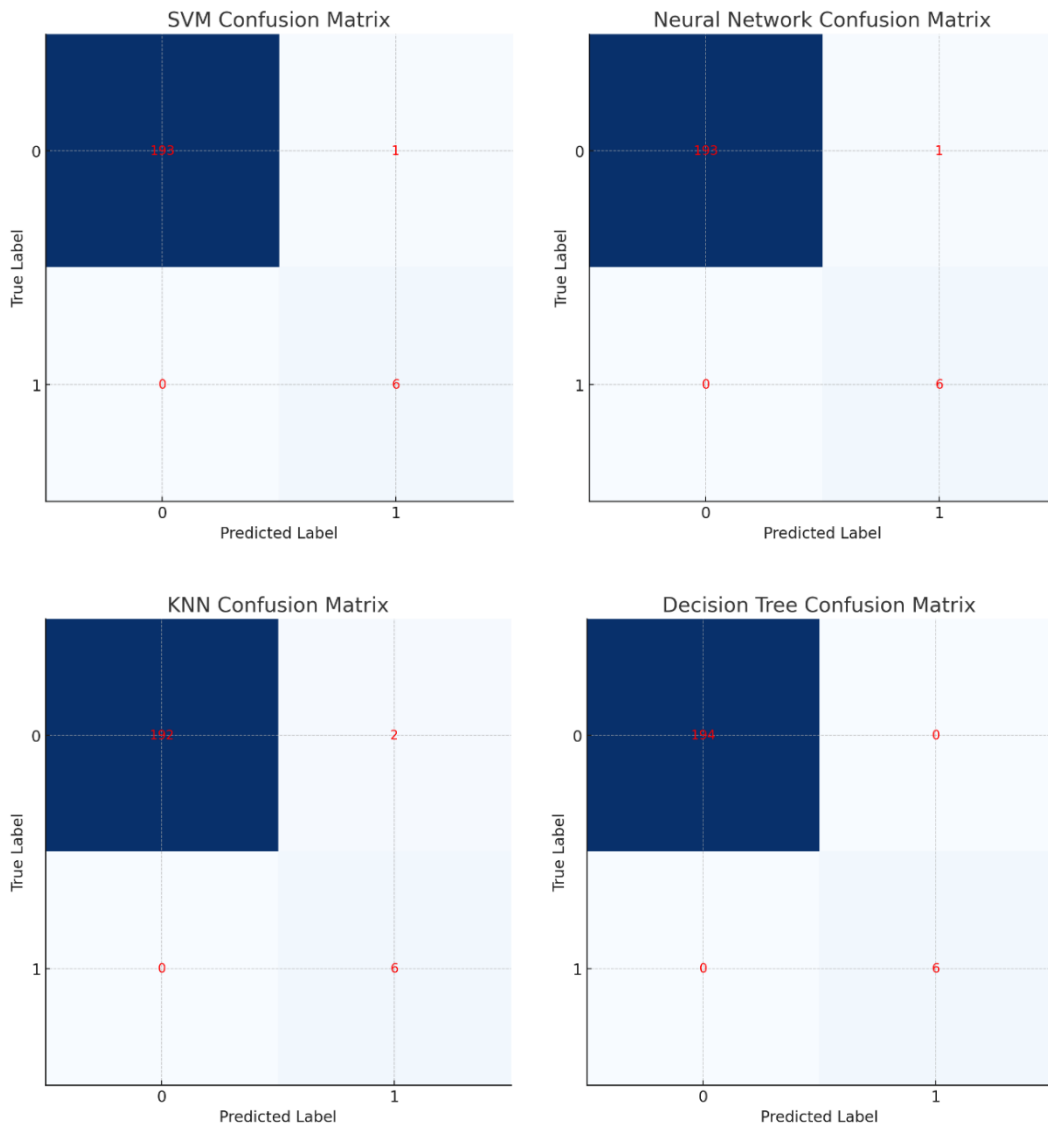 SVM Confusion Matrix
True Label
0
193
1
1
0
6
0
1
Predicted Label
Neural Network Confusion Matrix
True Label
0
193
1
1
0
6
0
1
Predicted Label
KNN Confusion Matrix
True Label
0
192
2
1
0
6
0
1
Predicted Label
Decision Tree Confusion Matrix
True Label
0
194
0
1
0
6
0
1
Predicted Label